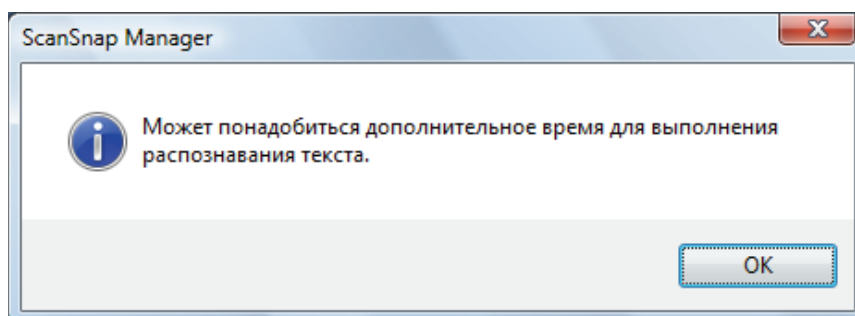 ScanSnap Manager
Может понадобиться дополнительное время для выполнения
распознавания текста.
OK